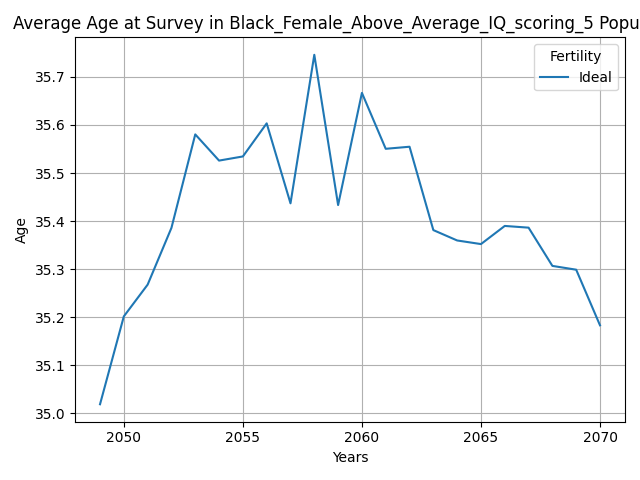 Average Age at Survey in Black_Female_Above_Average_IQ_scoring_5 Popu
Fertility
Ideal
35.7
35.6
35.5
35.4
35.3
35.2
35.1
35.0
Age
2050 2055 2060 2065 2070
Years